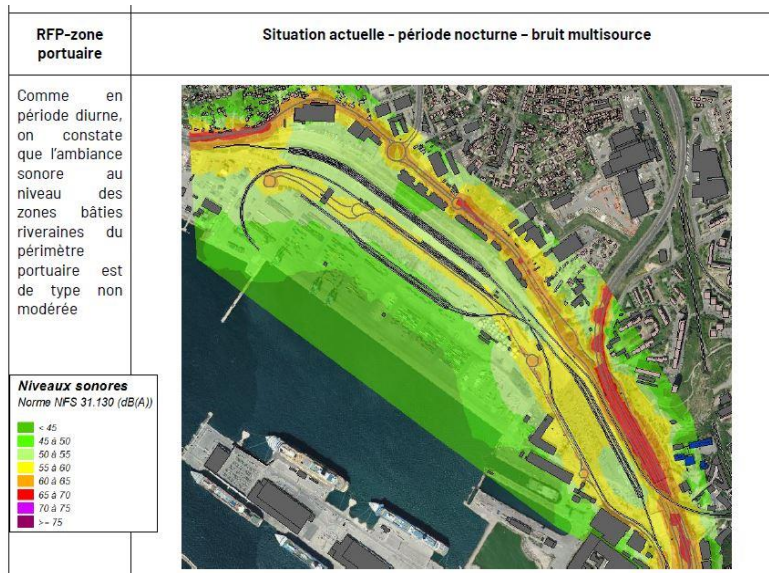 RFP-zone
portuaire
Situation actuelle - période nocturne – bruit multisource
Comme en
période diurne,
on constate
que l'ambiance
sonore au
niveau des
zones bâties
riveraines du
périmètre
portuaire est
de type non
modérée
Niveaux sonores
Norme NFS 31.130 (dB(A))
< 45
45 à 50
50 à 55
55 à 60
60 à 65
65 à 70
70 à 75
>= 75